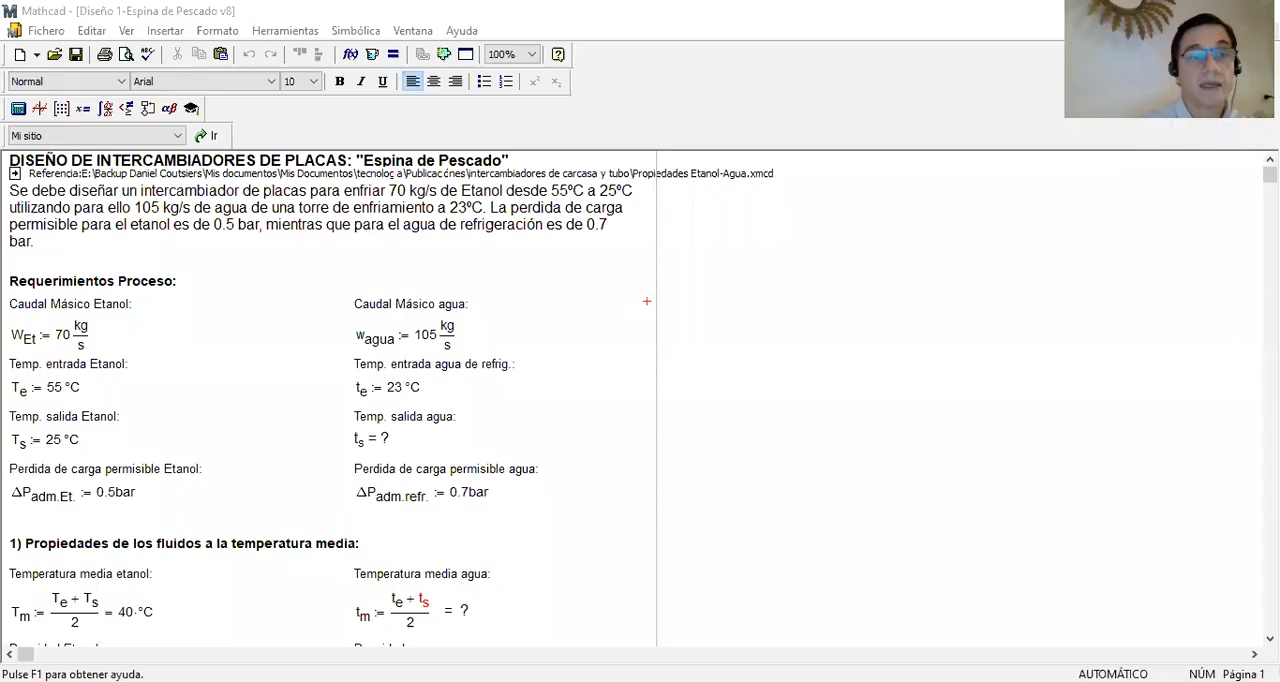 Mathcad - [Diseño 1-Espina de Pescado v8]
Fichero Editar Ver Insertar Formato Herramientas Simbólica Ventana Ayuda
100%
Normal Arial 10 B I U
Mi sitio Ir
DISEÑO DE INTERCAMBIADORES DE PLACAS: "Espina de Pescado"
Referencia:E:\Backup Daniel Coutsiers\Mis documentos\Mis Documentos\tecnolog a\Publicaciones\intercambiadores de carcasa y tubo\Propiedades Etanol-Agua.xmcd
Se debe diseñar un intercambiador de placas para enfriar 70 kg/s de Etanol desde 55ºC a 25ºC
utilizando para ello 105 kg/s de agua de una torre de enfriamiento a 23ºC. La perdida de carga
permisible para el etanol es de 0.5 bar, mientras que para el agua de refrigeración es de 0.7
bar.
Requerimientos Proceso:
Caudal Másico Etanol: Caudal Másico agua:
W_Et := 70 kg/s w_agua := 105 kg/s
Temp. entrada Etanol: Temp. entrada agua de refrig.:
T_e := 55 °C t_e := 23 °C
Temp. salida Etanol: Temp. salida agua:
T_s := 25 °C t_s = ?
Perdida de carga permisible Etanol: Perdida de carga permisible agua:
ΔP_adm.Et. := 0.5bar ΔP_adm.refr. := 0.7bar
1) Propiedades de los fluidos a la temperatura media:
Temperatura media etanol: Temperatura media agua:
T_m := (T_e + T_s)/2 = 40·°C t_m := (t_e + t_s)/2 = ?
Pulse F1 para obtener ayuda. AUTOMÁTICO NÚM Página 1